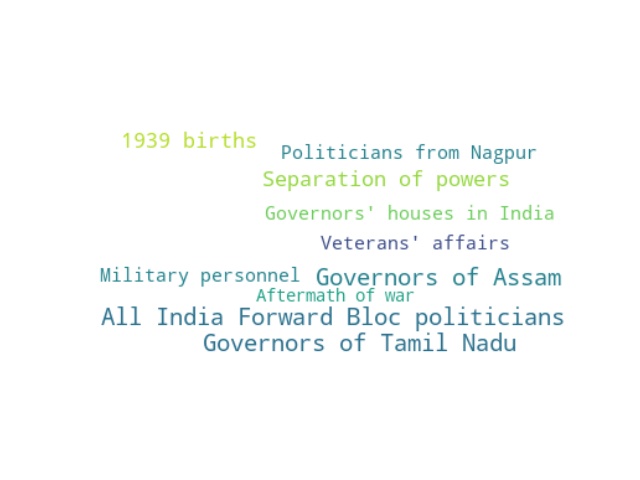 1939 births
Politicians from Nagpur
Separation of powers
Governors' houses in India
Veterans' affairs
Military personnel
Governors of Assam
Aftermath of war
All India Forward Bloc politicians
Governors of Tamil Nadu